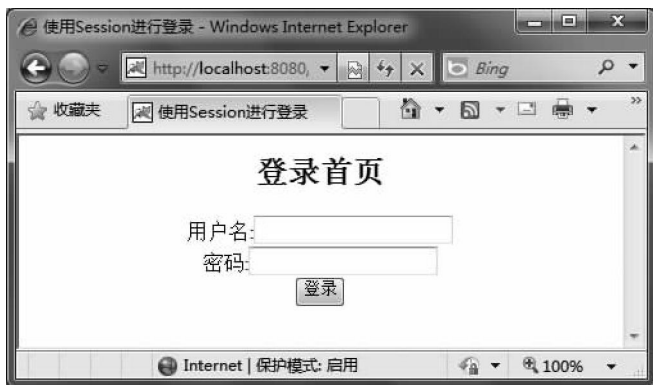 使用Session进行登录 - Windows Internet Explorer
http://localhost:8080,
Bing
收藏夹
使用Session进行登录
登录首页
用户名:
密码:
登录
Internet | 保护模式: 启用
100%